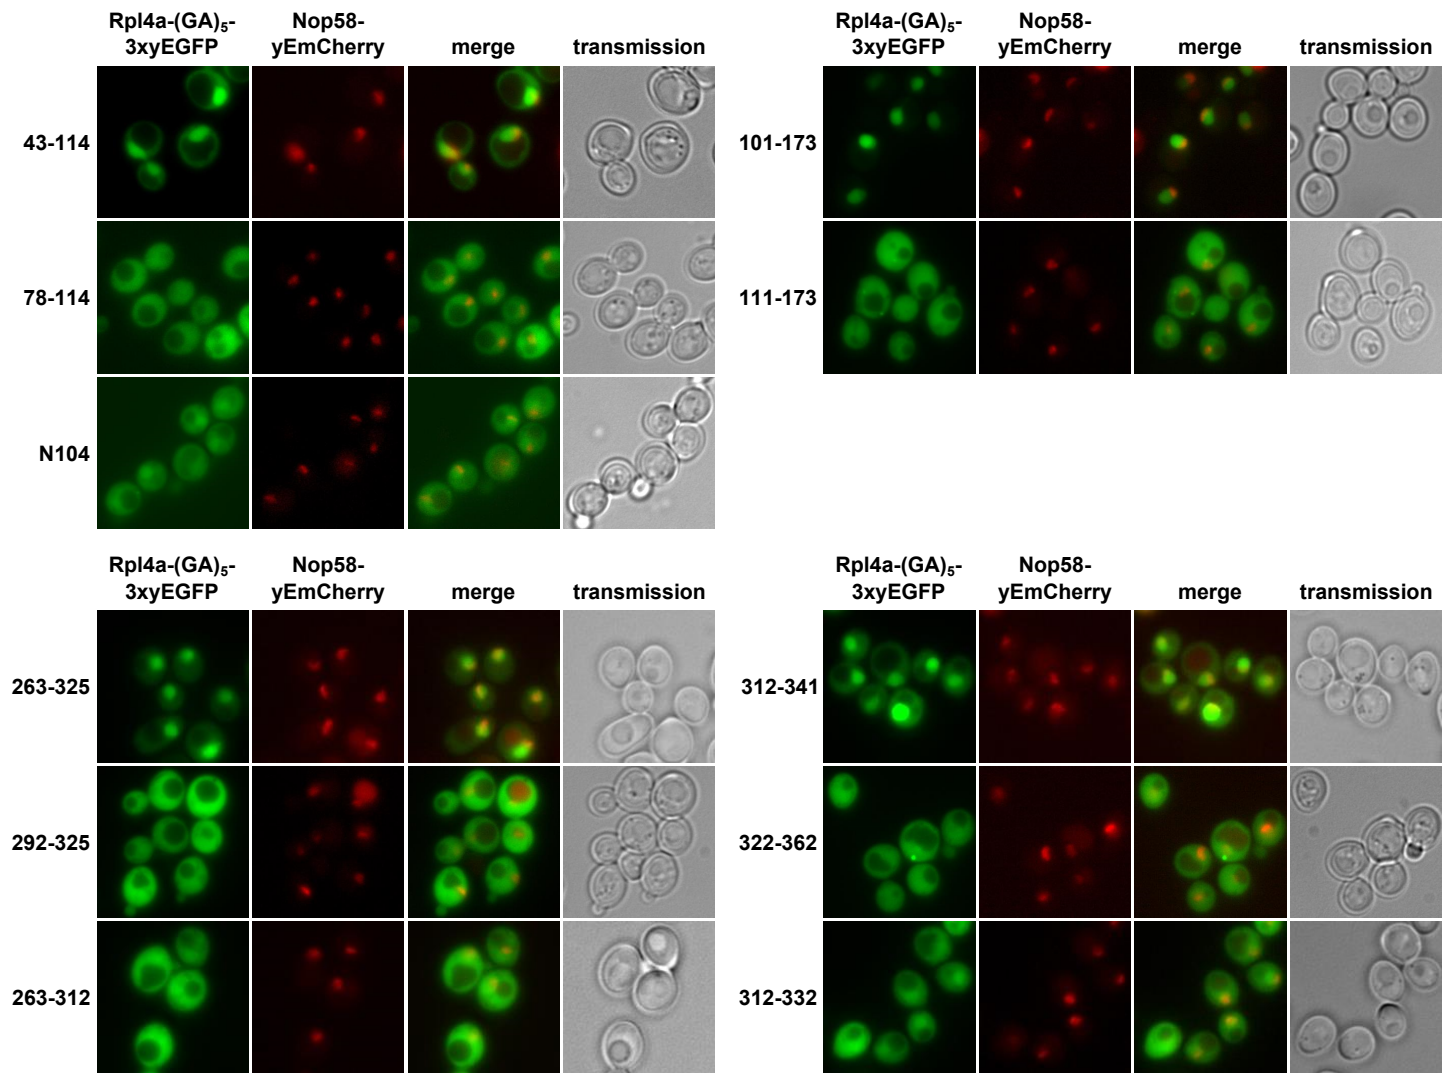 Rpl4a-(GA)₅-
3xyEGFP
Nop58-
yEmCherry
merge
transmission
43-114
78-114
N104
Rpl4a-(GA)₅-
3xyEGFP
Nop58-
yEmCherry
merge
transmission
101-173
111-173
Rpl4a-(GA)₅-
3xyEGFP
Nop58-
yEmCherry
merge
transmission
263-325
292-325
263-312
Rpl4a-(GA)₅-
3xyEGFP
Nop58-
yEmCherry
merge
transmission
312-341
322-362
312-332